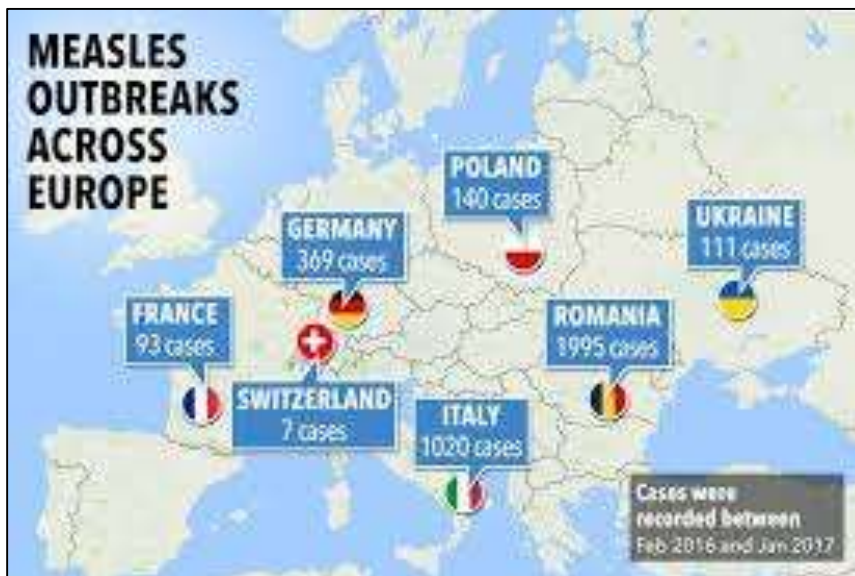 MEASLES
OUTBREAKS
ACROSS
EUROPE
POLAND
140 cases
UKRAINE
111 cases
GERMANY
369 cases
FRANCE
93 cases
ROMANIA
1995 cases
SWITZERLAND
7 cases
ITALY
1020 cases
Cases were
recorded between
Feb 2016 and Jan 2017